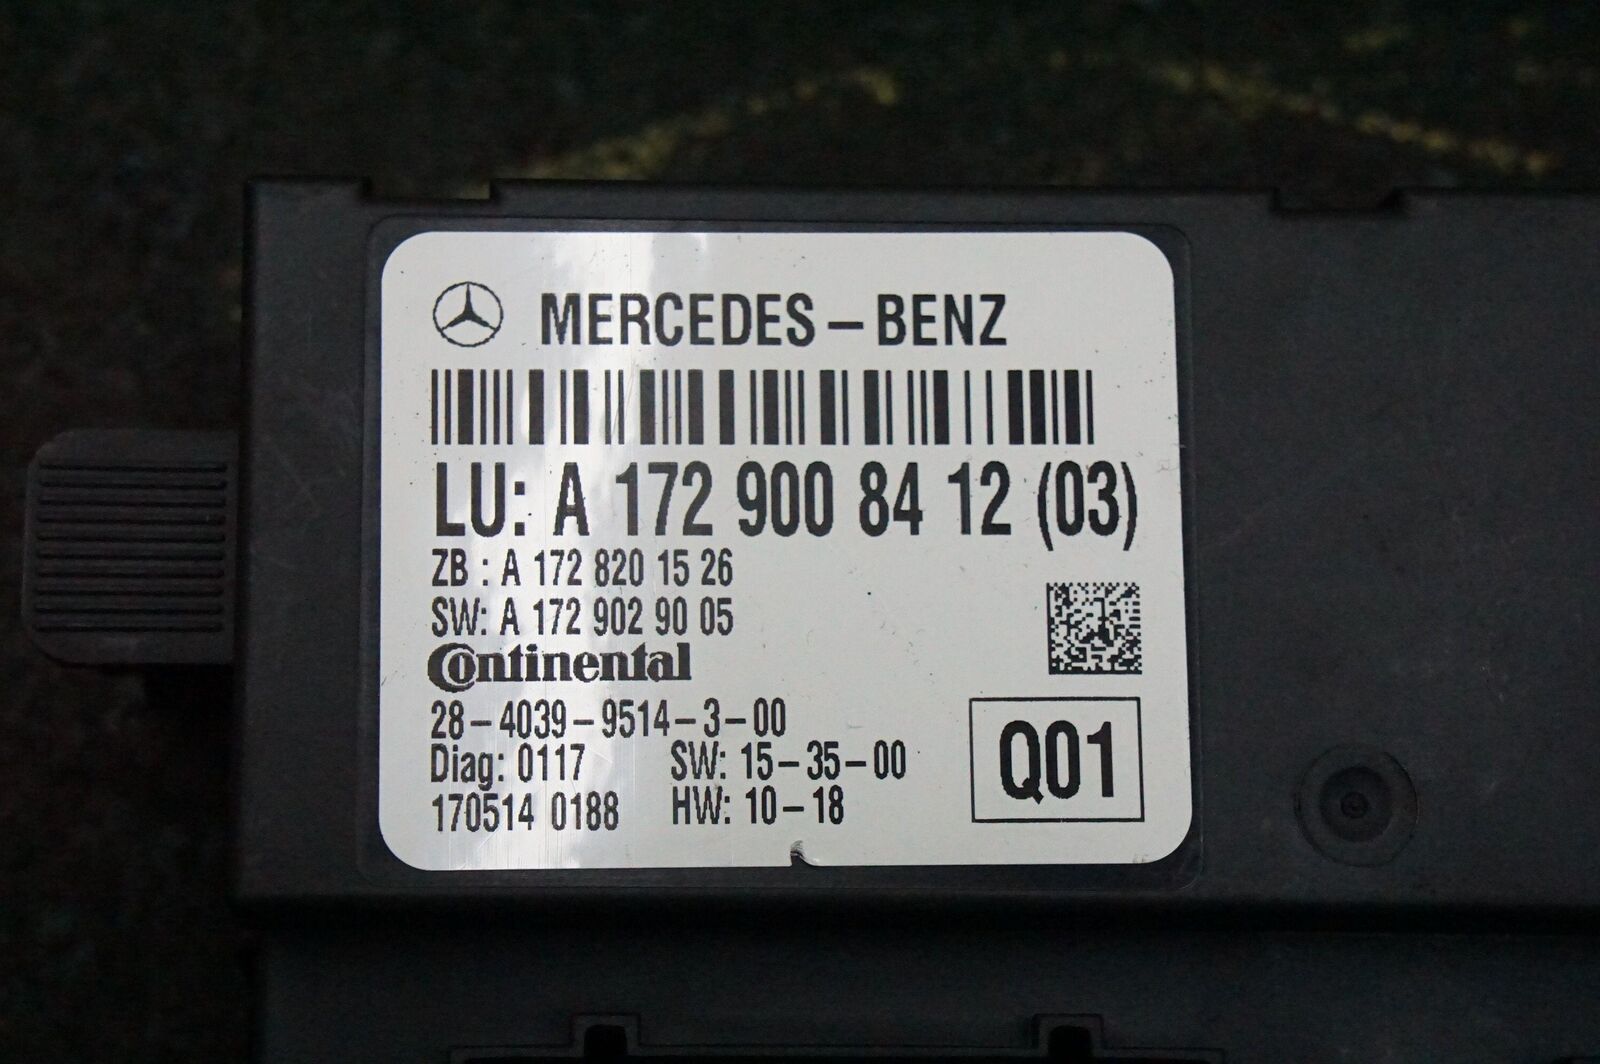 MERCEDES-BENZ
LU: A 172 900 84 12 (03)
ZB : A 172 820 15 26
SW: A 172 902 90 05
Continental
28-4039-9514-3-00
Diag: 0117 SW: 15-35-00
170514 0188 HW: 10-18
Q01